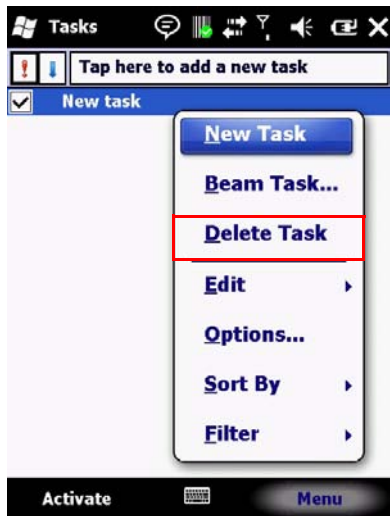 Tasks
Tap here to add a new task
New task
New Task
Beam Task...
Delete Task
Edit
Options...
Sort By
Filter
Activate
Menu